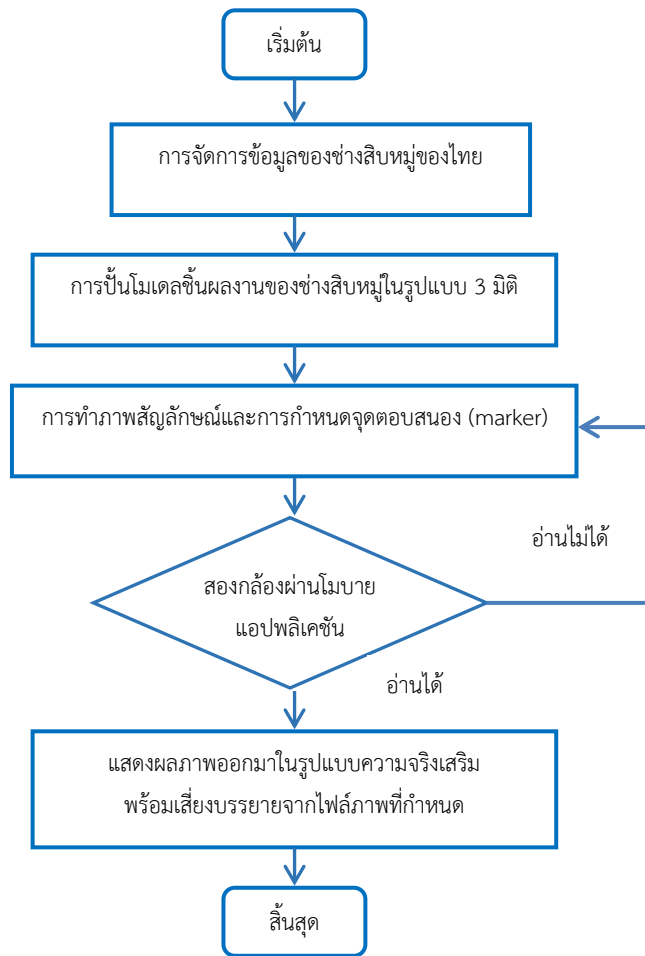 เริ่มต้น
การจัดการข้อมูลของช่างสิบหมู่ของไทย
การปั้นโมเดลชิ้นผลงานของช่างสิบหมู่ในรูปแบบ 3 มิติ
การทำภาพสัญลักษณ์และการกำหนดจุดตอบสนอง (marker)
อ่านไม่ได้
สองกล้องผ่านโมบาย
แอปพลิเคชัน
อ่านได้
แสดงผลภาพออกมาในรูปแบบความจริงเสริม
พร้อมเสี่ยงบรรยายจากไฟล์ภาพที่กำหนด
สิ้นสุด